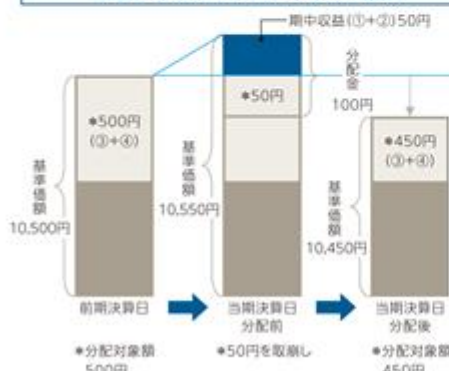 期中収益(①+②)50円
分配金
100円
*500円
(③+④)
*50円
*450円
(③+④)
基準価額
10,500円
基準価額
10,550円
基準価額
10,450円
前期決算日
当期決算日
分配前
当期決算日
分配後
*分配対象額
500円
*50円を取崩し
*分配対象額
450円